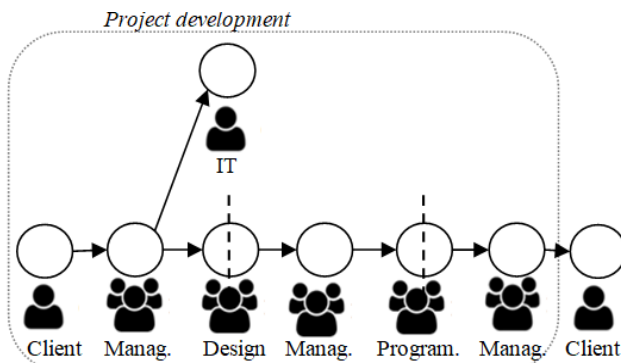 Project development
IT
Client Manag. Design Manag. Program. Manag. Client